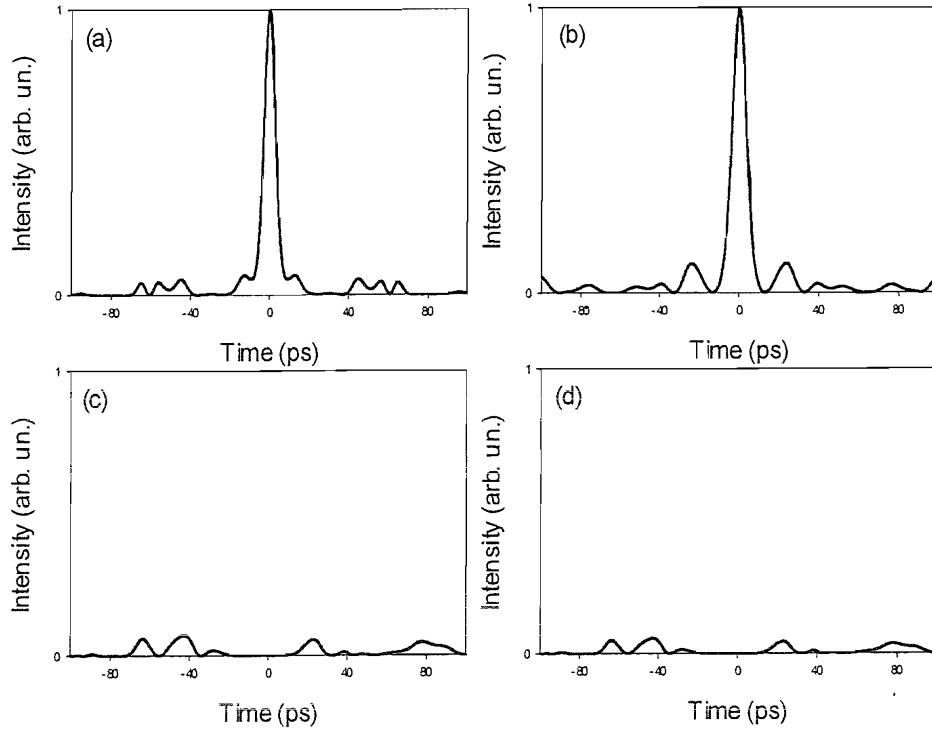 (a)
Intensity (arb. un.)
1
0
-80 -40 0 40 80
Time (ps)
(b)
Intensity (arb. un.)
1
0
-80 -40 0 40 80
Time (ps)
(c)
Intensity (arb. un.)
1
0
-80 -40 0 40 80
Time (ps)
(d)
Intensity (arb. un.)
1
0
-80 -40 0 40 80
Time (ps)